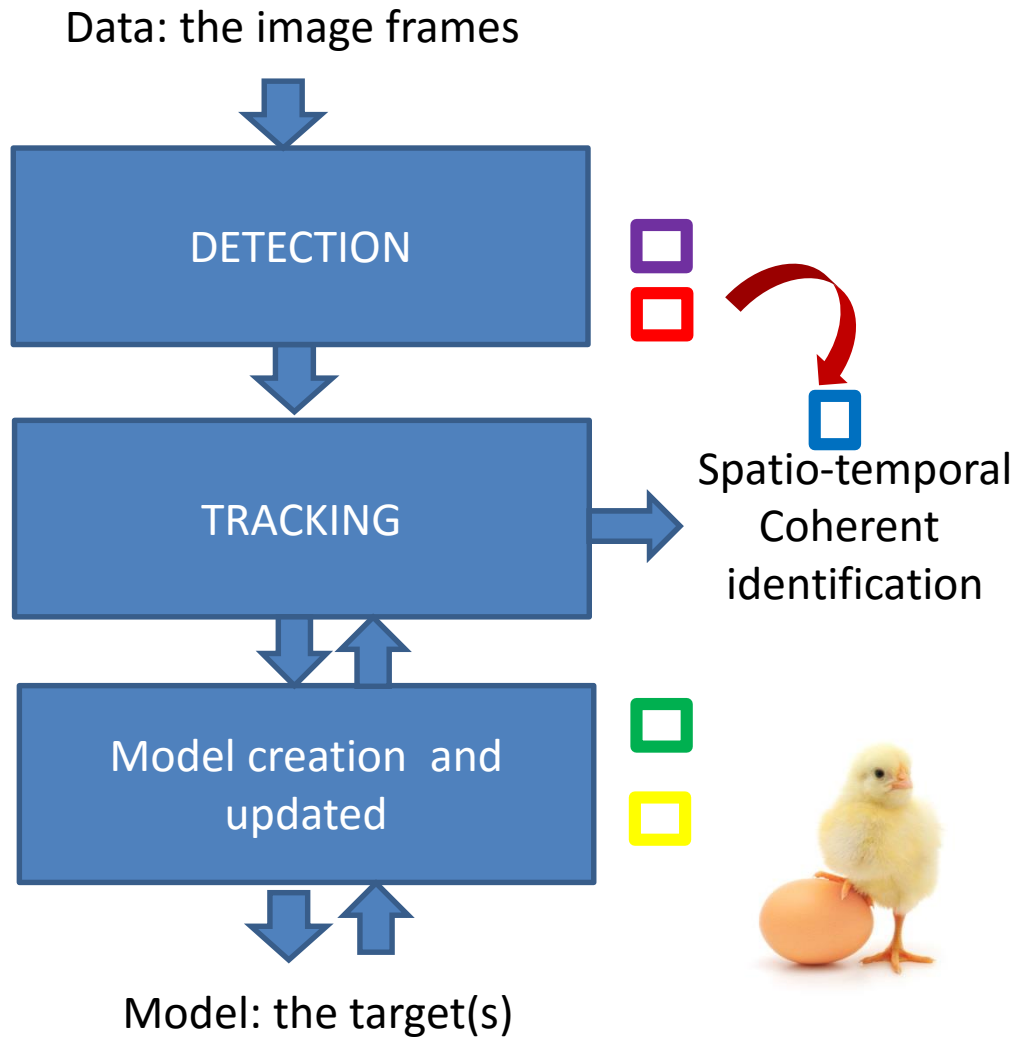 Data: the image frames
DETECTION
TRACKING
Spatio-temporal
Coherent
identification
Model creation and
updated
Model: the target(s)